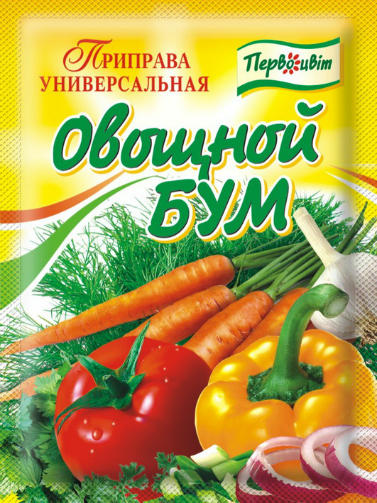 Приправа
универсальная
Первоцвіт
Овощной
БУМ